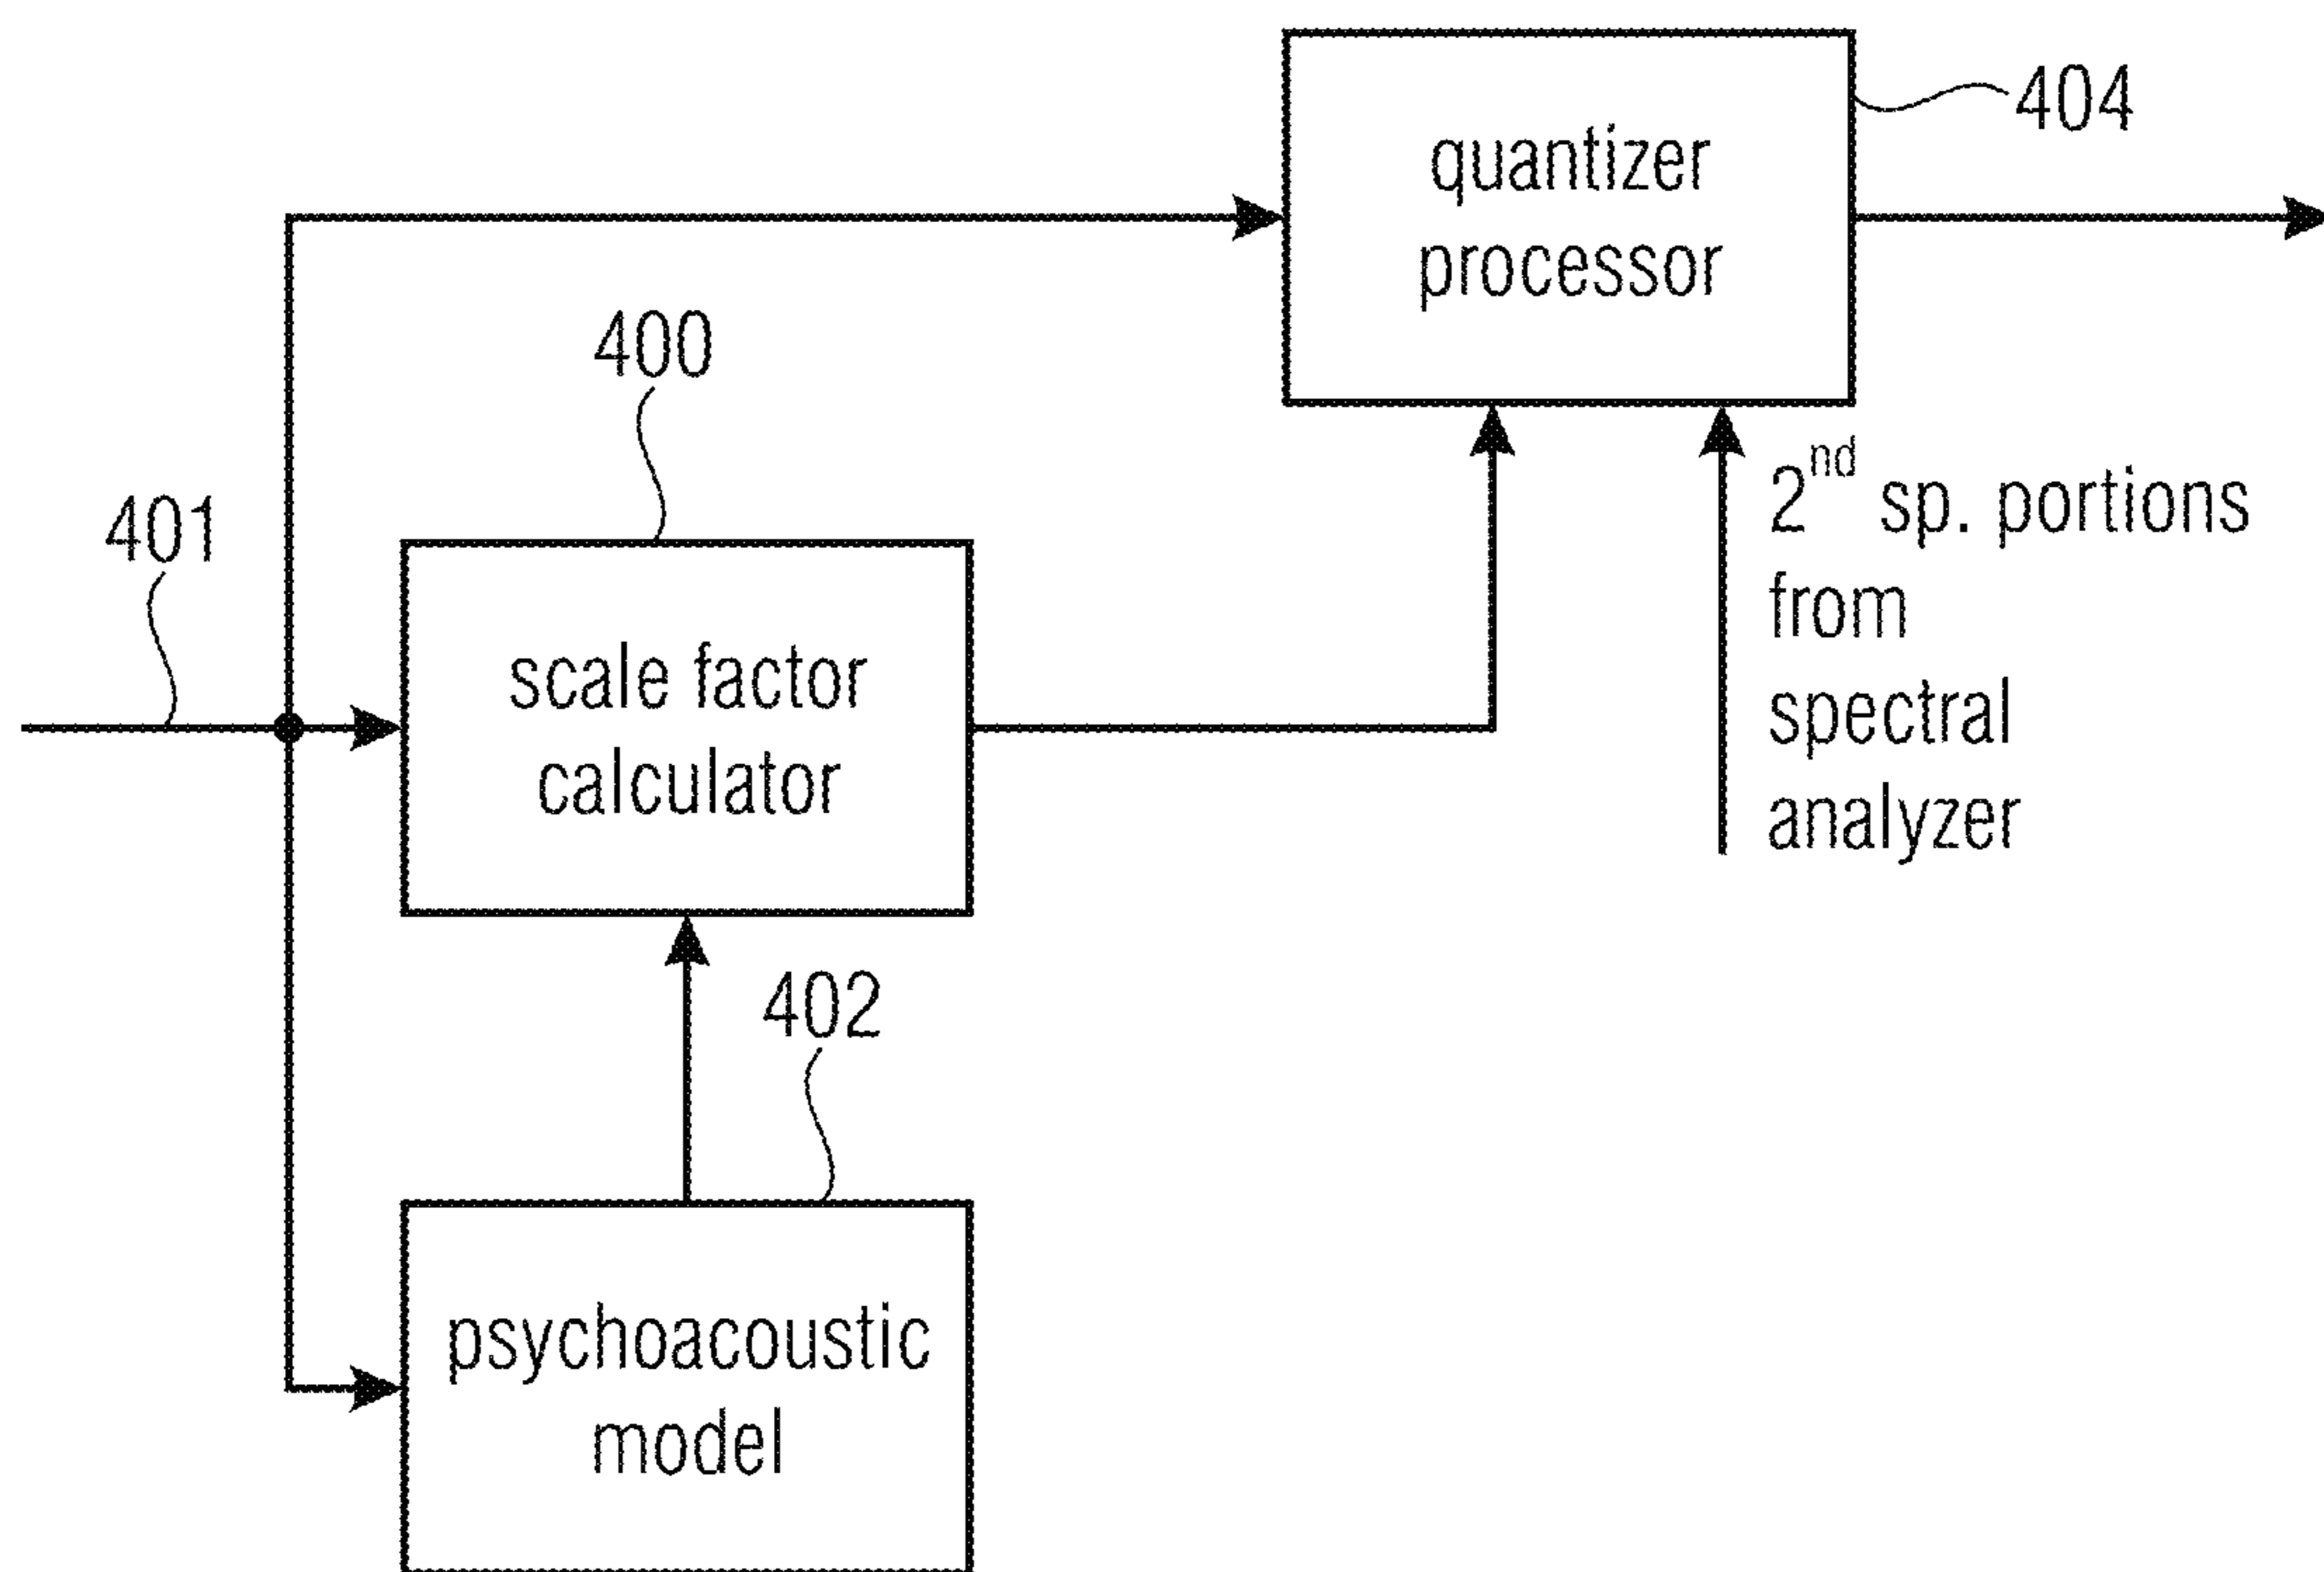 404
quantizer
processor
400
2nd sp. portions
from
spectral
analyzer
401
scale factor
calculator
402
psychoacoustic
model